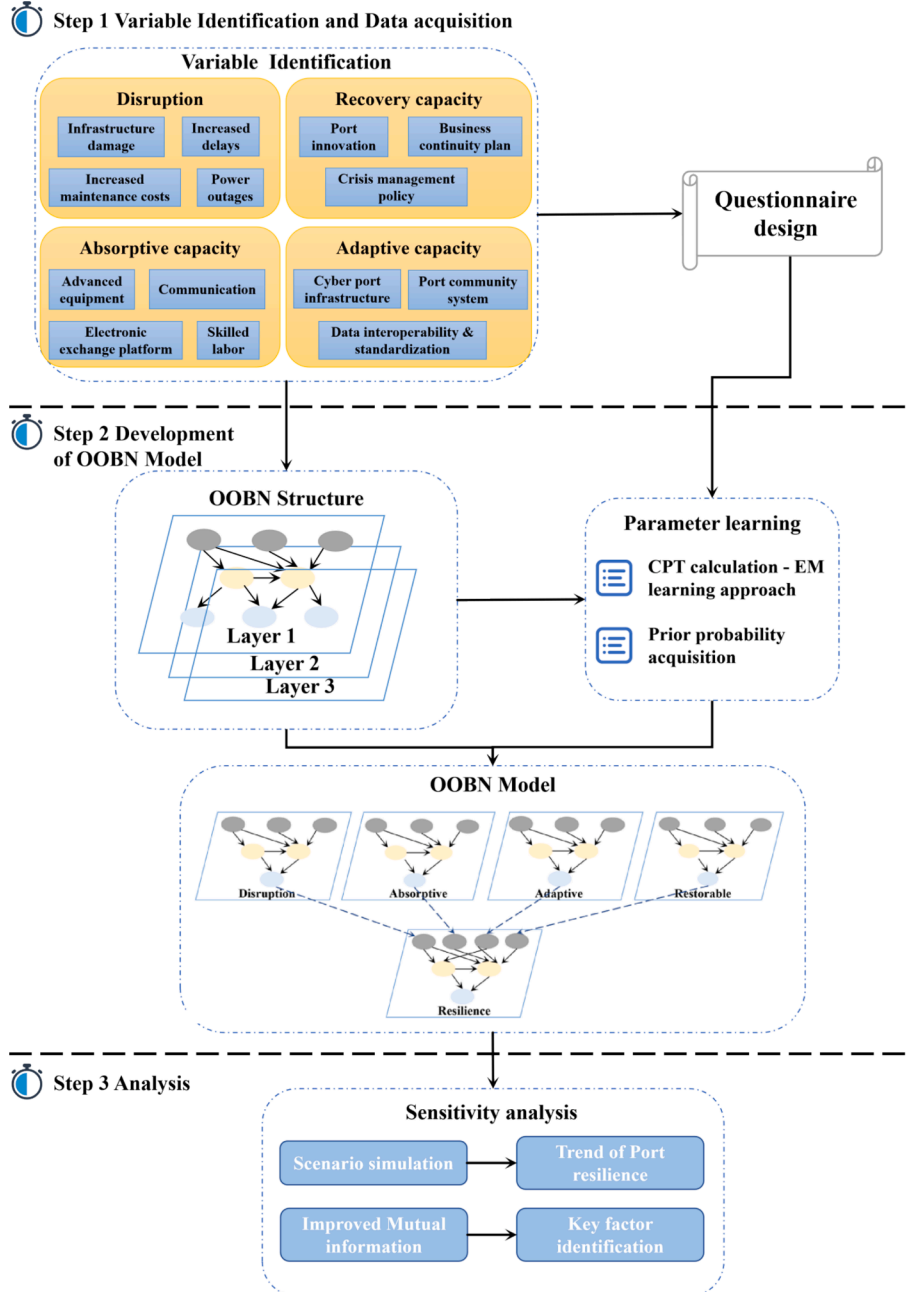 Step 1 Variable Identification and Data acquisition
Variable Identification
Disruption
Infrastructure
damage
Increased
delays
Increased
maintenance costs
Power
outages
Recovery capacity
Port
innovation
Business
continuity plan
Crisis management
policy
Absorptive capacity
Advanced
equipment
Communication
Electronic
exchange platform
Skilled
labor
Adaptive capacity
Cyber port
infrastructure
Port community
system
Data interoperability &
standardization
Questionnaire
design
Step 2 Development
of OOBN Model
OOBN Structure
Layer 1
Layer 2
Layer 3
Parameter learning
CPT calculation - EM
learning approach
Prior probability
acquisition
OOBN Model
Disruption
Absorptive
Adaptive
Restorable
Resilience
Step 3 Analysis
Sensitivity analysis
Scenario simulation
Trend of Port
resilience
Improved Mutual
information
Key factor
identification